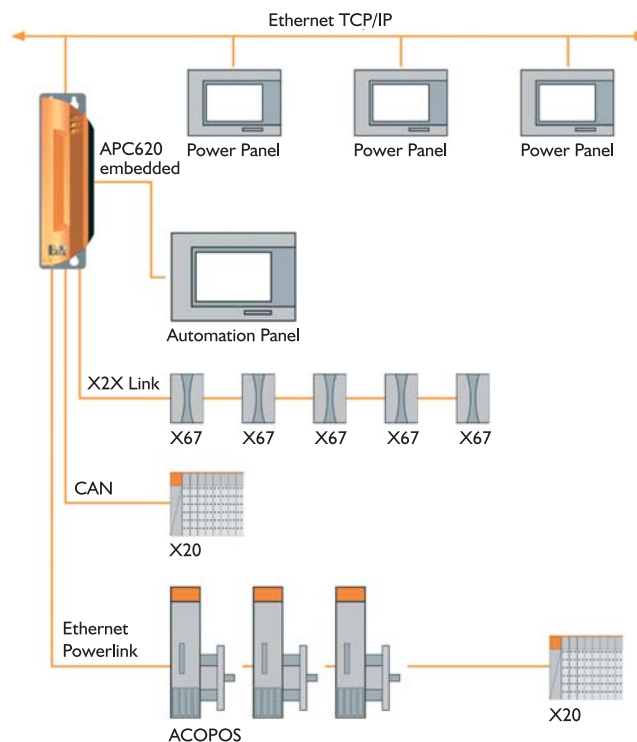 Ethernet TCP/IP
APC620
embedded
Power Panel
Power Panel
Power Panel
B&R
Automation Panel
X2X Link
X67
X67
X67
X67
X67
CAN
X20
Ethernet
Powerlink
ACOPOS
X20